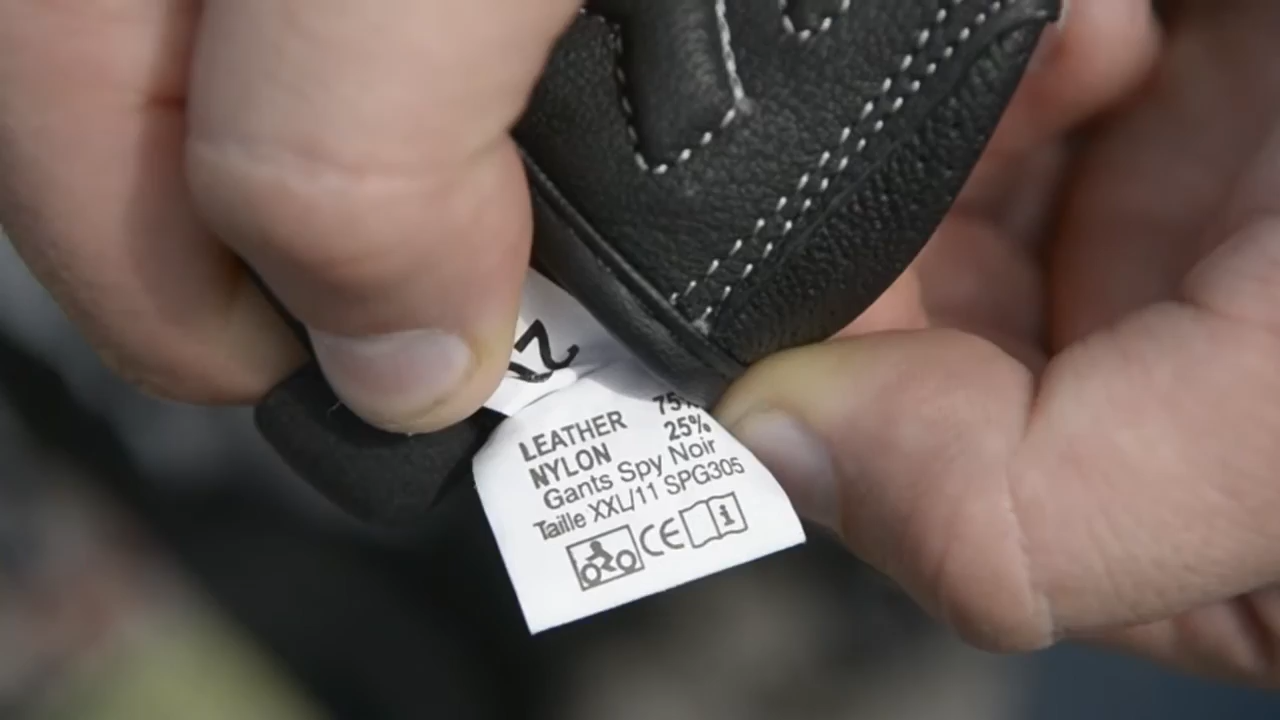 LEATHER 75%
NYLON 25%
Gants Spy Noir
Taille XXL/11 SPG305
CE i